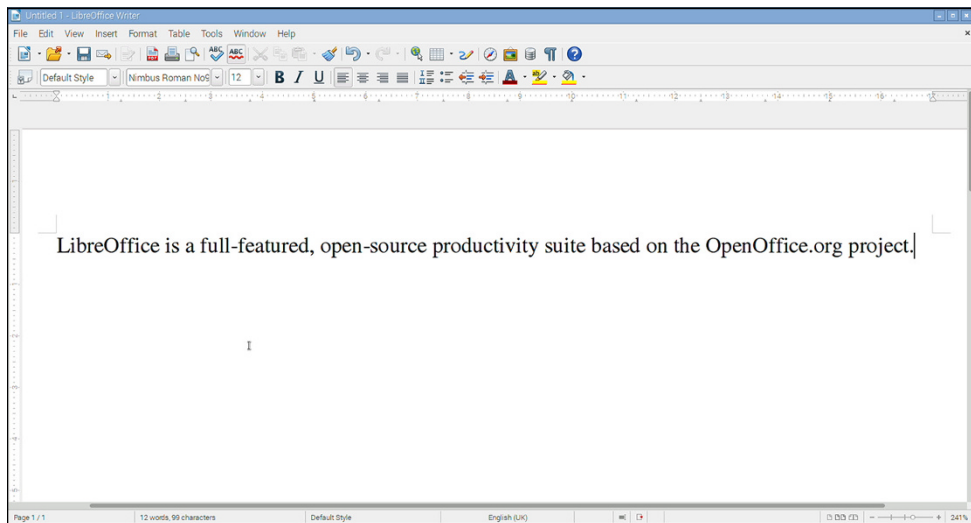 Untitled 1 - LibreOffice Writer
File Edit View Insert Format Table Tools Window Help
Default Style Nimbus Roman No9 12
LibreOffice is a full-featured, open-source productivity suite based on the OpenOffice.org project.
Page 1 / 1 12 words, 99 characters Default Style English (UK) 241%